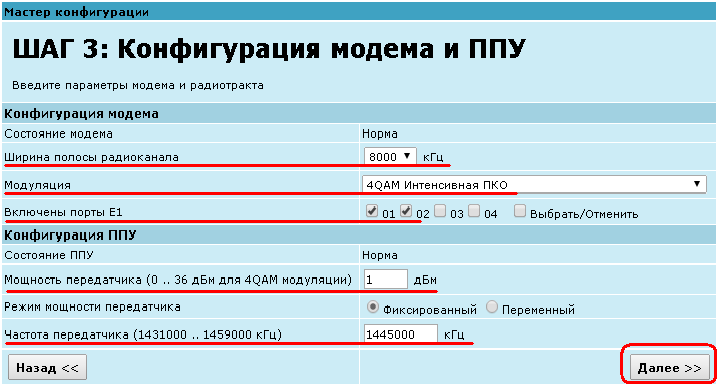 Мастер конфигурации
ШАГ 3: Конфигурация модема и ППУ
Введите параметры модема и радиотракта
Конфигурация модема
Состояние модема Норма
Ширина полосы радиоканала 8000 кГц
Модуляция 4QAM Интенсивная ПКО
Включены порты E1 01 02 03 04 Выбрать/Отменить
Конфигурация ППУ
Состояние ППУ Норма
Мощность передатчика (0 .. 36 дБм для 4QAM модуляции) 1 дБм
Режим мощности передатчика Фиксированный Переменный
Частота передатчика (1431000 .. 1459000 кГц) 1445000 кГц
Назад << Далее >>